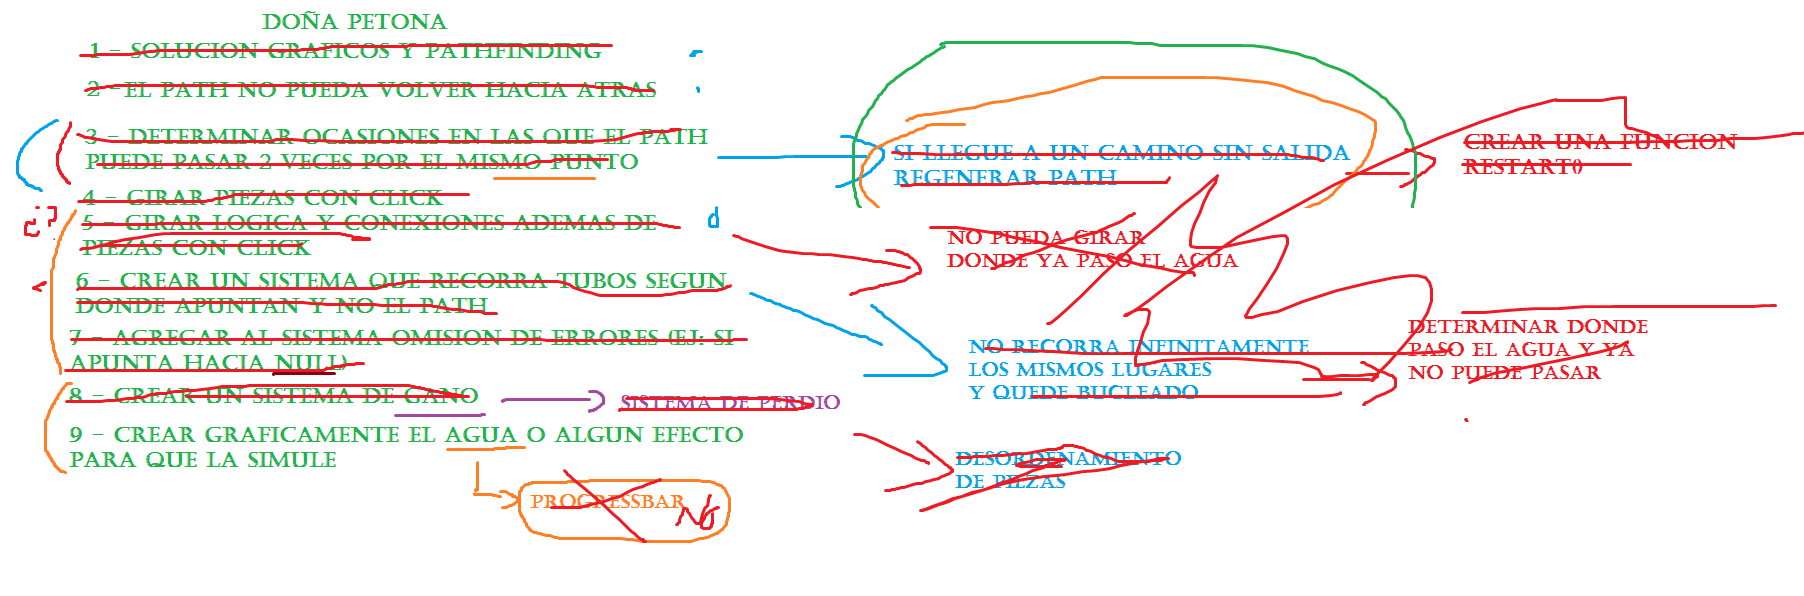 DOÑA PETONA
1 - SOLUCION GRAFICOS Y PATHFINDING
2 - EL PATH NO PUEDA VOLVER HACIA ATRAS
3 - DETERMINAR OCASIONES EN LAS QUE EL PATH
PUEDE PASAR 2 VECES POR EL MISMO PUNTO
4 - GIRAR PIEZAS CON CLICK
5 - GIRAR LOGICA Y CONEXIONES ADEMAS DE
PIEZAS CON CLICK
6 - CREAR UN SISTEMA QUE RECORRA TUBOS SEGUN
DONDE APUNTAN Y NO EL PATH
7 - AGREGAR AL SISTEMA OMISION DE ERRORES (EJ: SI
APUNTA HACIA NULL)
8 - CREAR UN SISTEMA DE GANO
SISTEMA DE PERDIO
9 - CREAR GRAFICAMENTE EL AGUA O ALGUN EFECTO
PARA QUE LA SIMULE
PROGRESSBAR
NO
SI LLEGUE A UN CAMINO SIN SALIDA
REGENERAR PATH
CREAR UNA FUNCION
RESTART()
NO PUEDA GIRAR
DONDE YA PASO EL AGUA
NO RECORRA INFINITAMENTE
LOS MISMOS LUGARES
Y QUEDE BUCLEADO
DETERMINAR DONDE
PASO EL AGUA Y YA
NO PUEDE PASAR
DESORDENAMIENTO
DE PIEZAS